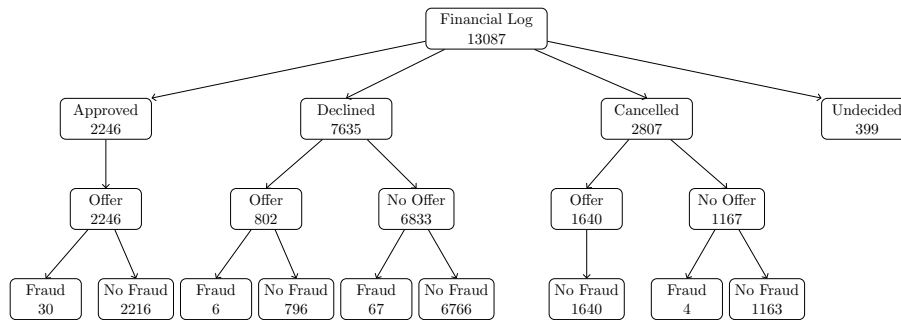 Financial Log
13087
Approved
2246
Declined
7635
Cancelled
2807
Undecided
399
Offer
2246
Offer
802
No Offer
6833
Offer
1640
No Offer
1167
Fraud
30
No Fraud
2216
Fraud
6
No Fraud
796
Fraud
67
No Fraud
6766
No Fraud
1640
Fraud
4
No Fraud
1163